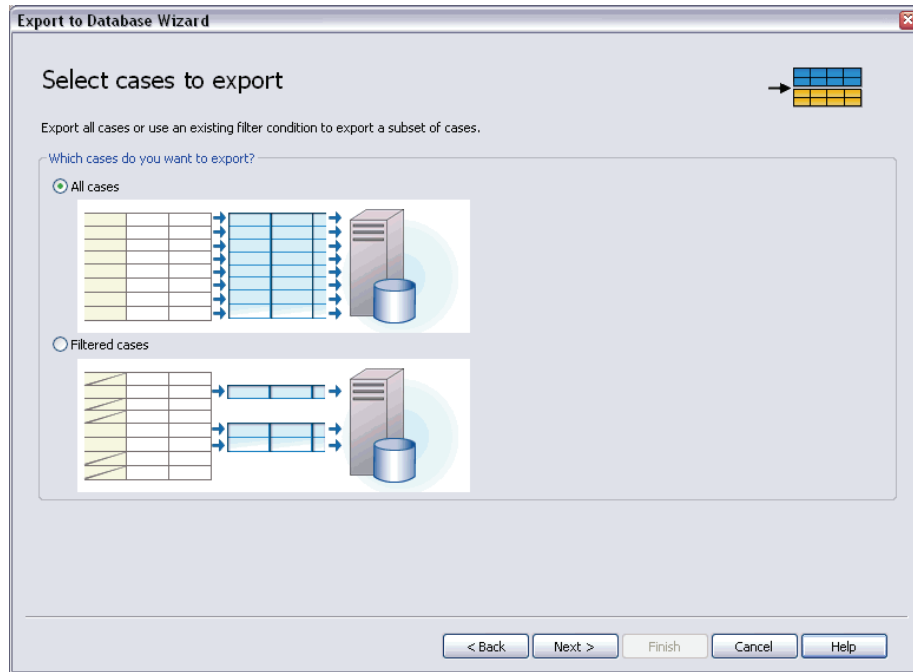 Export to Database Wizard
Select cases to export
Export all cases or use an existing filter condition to export a subset of cases.
Which cases do you want to export?
All cases
Filtered cases
< Back
Next >
Finish
Cancel
Help